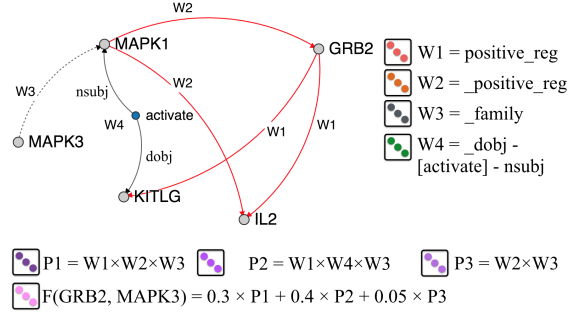 W2
MAPK1
GRB2
W1 = positive_reg
W2
W2 = _positive_reg
W3
nsubj
activate
W1
W1
W3 = _family
MAPK3
W4
dobj
W4 = _dobj -
[activate] - nsubj
KITLG
IL2
P1 = W1×W2×W3
P2 = W1×W4×W3
P3 = W2×W3
F(GRB2, MAPK3) = 0.3 × P1 + 0.4 × P2 + 0.05 × P3